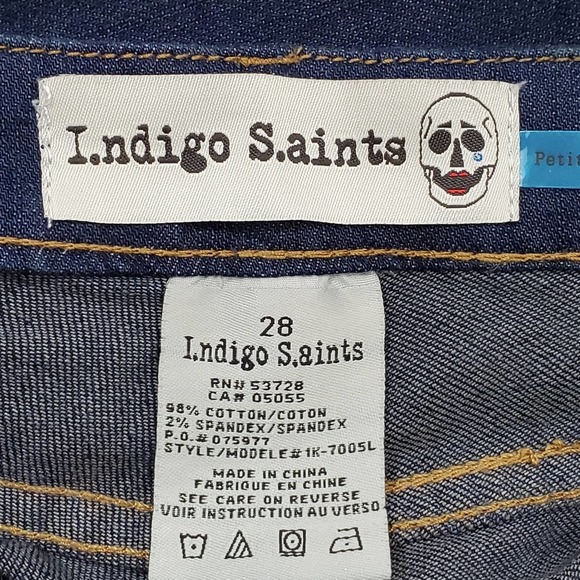 I.ndigo S.aints
Petit
28
I.ndigo S.aints
RN# 53728
CA# 05055
98% COTTON/COTON
2% SPANDEX/SPANDEX
P.O.# 075977
STYLE/MODELE # 1K-7005L
MADE IN CHINA
FABRIQUE EN CHINE
SEE CARE ON REVERSE
VOIR INSTRUCTION AU VERSO